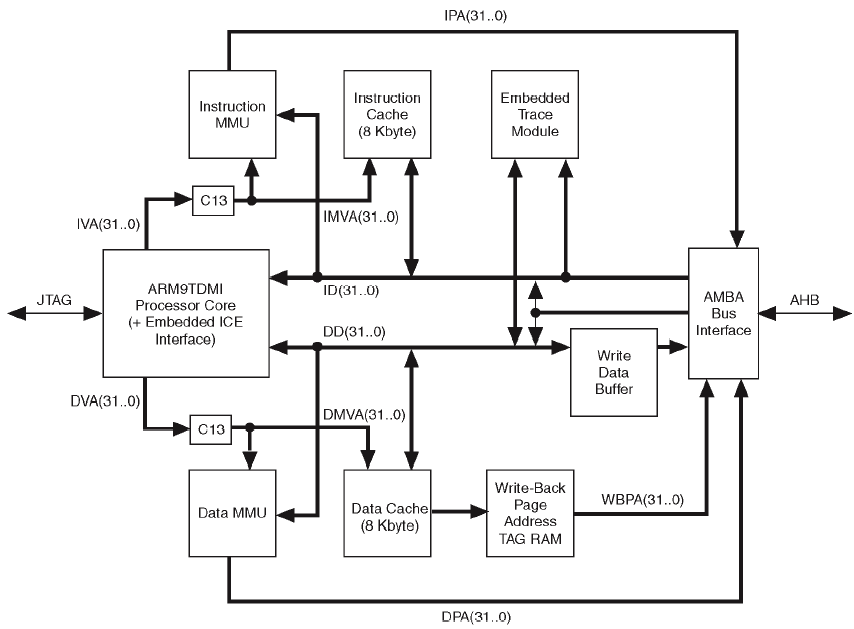 IPA(31..0)
Instruction
MMU
Instruction
Cache
(8 Kbyte)
Embedded
Trace
Module
C13
IVA(31..0)
IMVA(31..0)
JTAG
ARM9TDMI
Processor Core
(+ Embedded ICE
Interface)
ID(31..0)
DD(31..0)
AMBA
Bus
Interface
AHB
Write
Data
Buffer
DVA(31..0)
C13
DMVA(31..0)
Data MMU
Data Cache
(8 Kbyte)
Write-Back
Page
Address
TAG RAM
WBPA(31..0)
DPA(31..0)